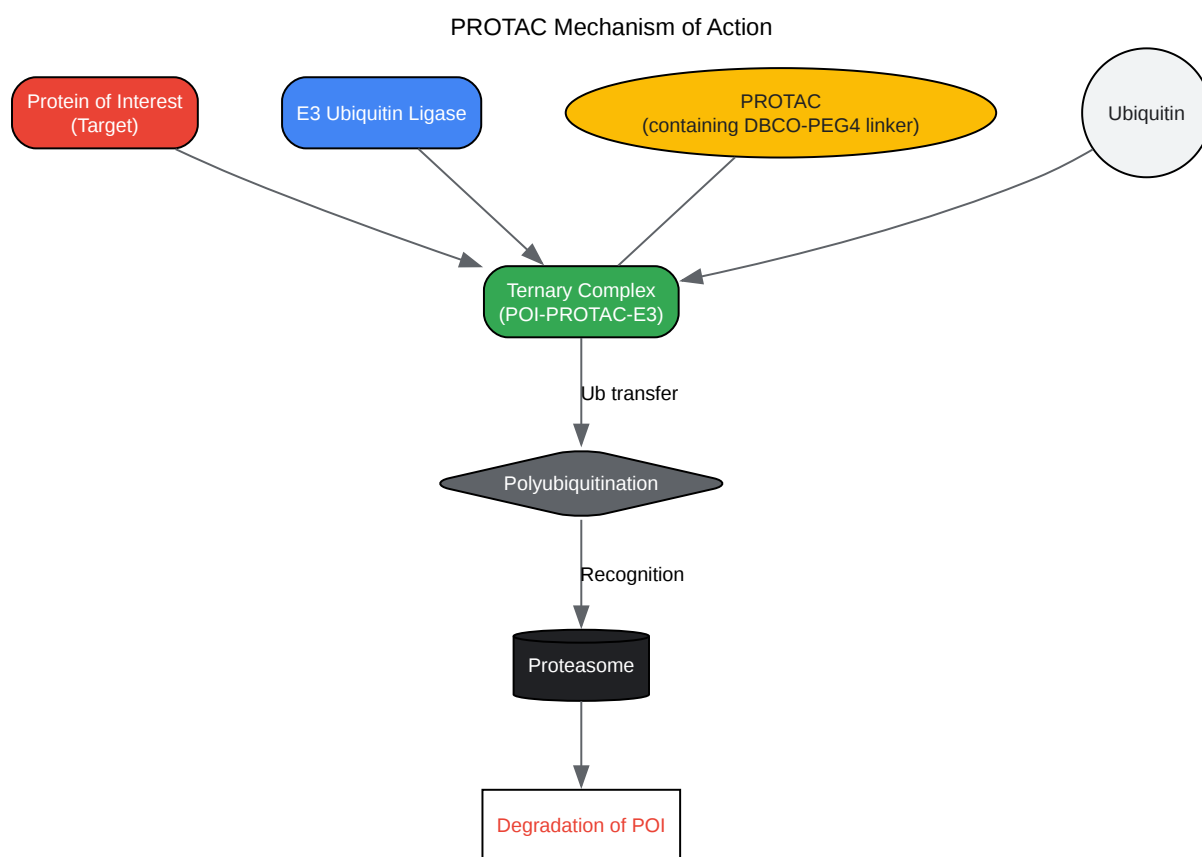 PROTAC Mechanism of Action
Protein of Interest
(Target)
E3 Ubiquitin Ligase
PROTAC
(containing DBCO-PEG4 linker)
Ubiquitin
Ternary Complex
(POI-PROTAC-E3)
Ub transfer
Polyubiquitination
Recognition
Proteasome
Degradation of POI